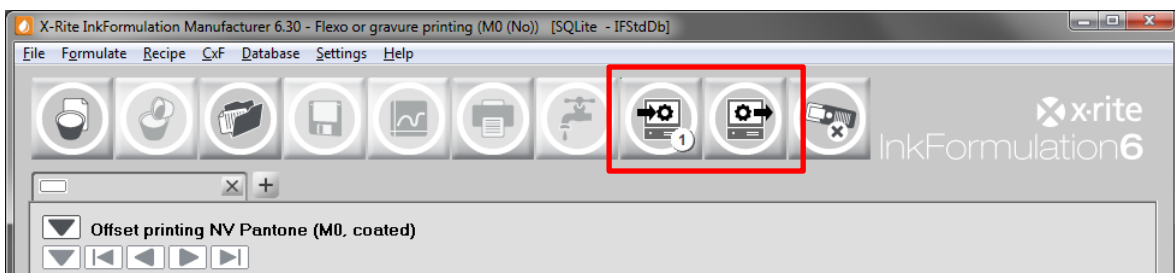 X-Rite InkFormulation Manufacturer 6.30 - Flexo or gravure printing (M0 (No)) [SQLite - IFStdDb]
File Formulate Recipe CxF Database Settings Help
1
x·rite
InkFormulation6
Offset printing NV Pantone (M0, coated)